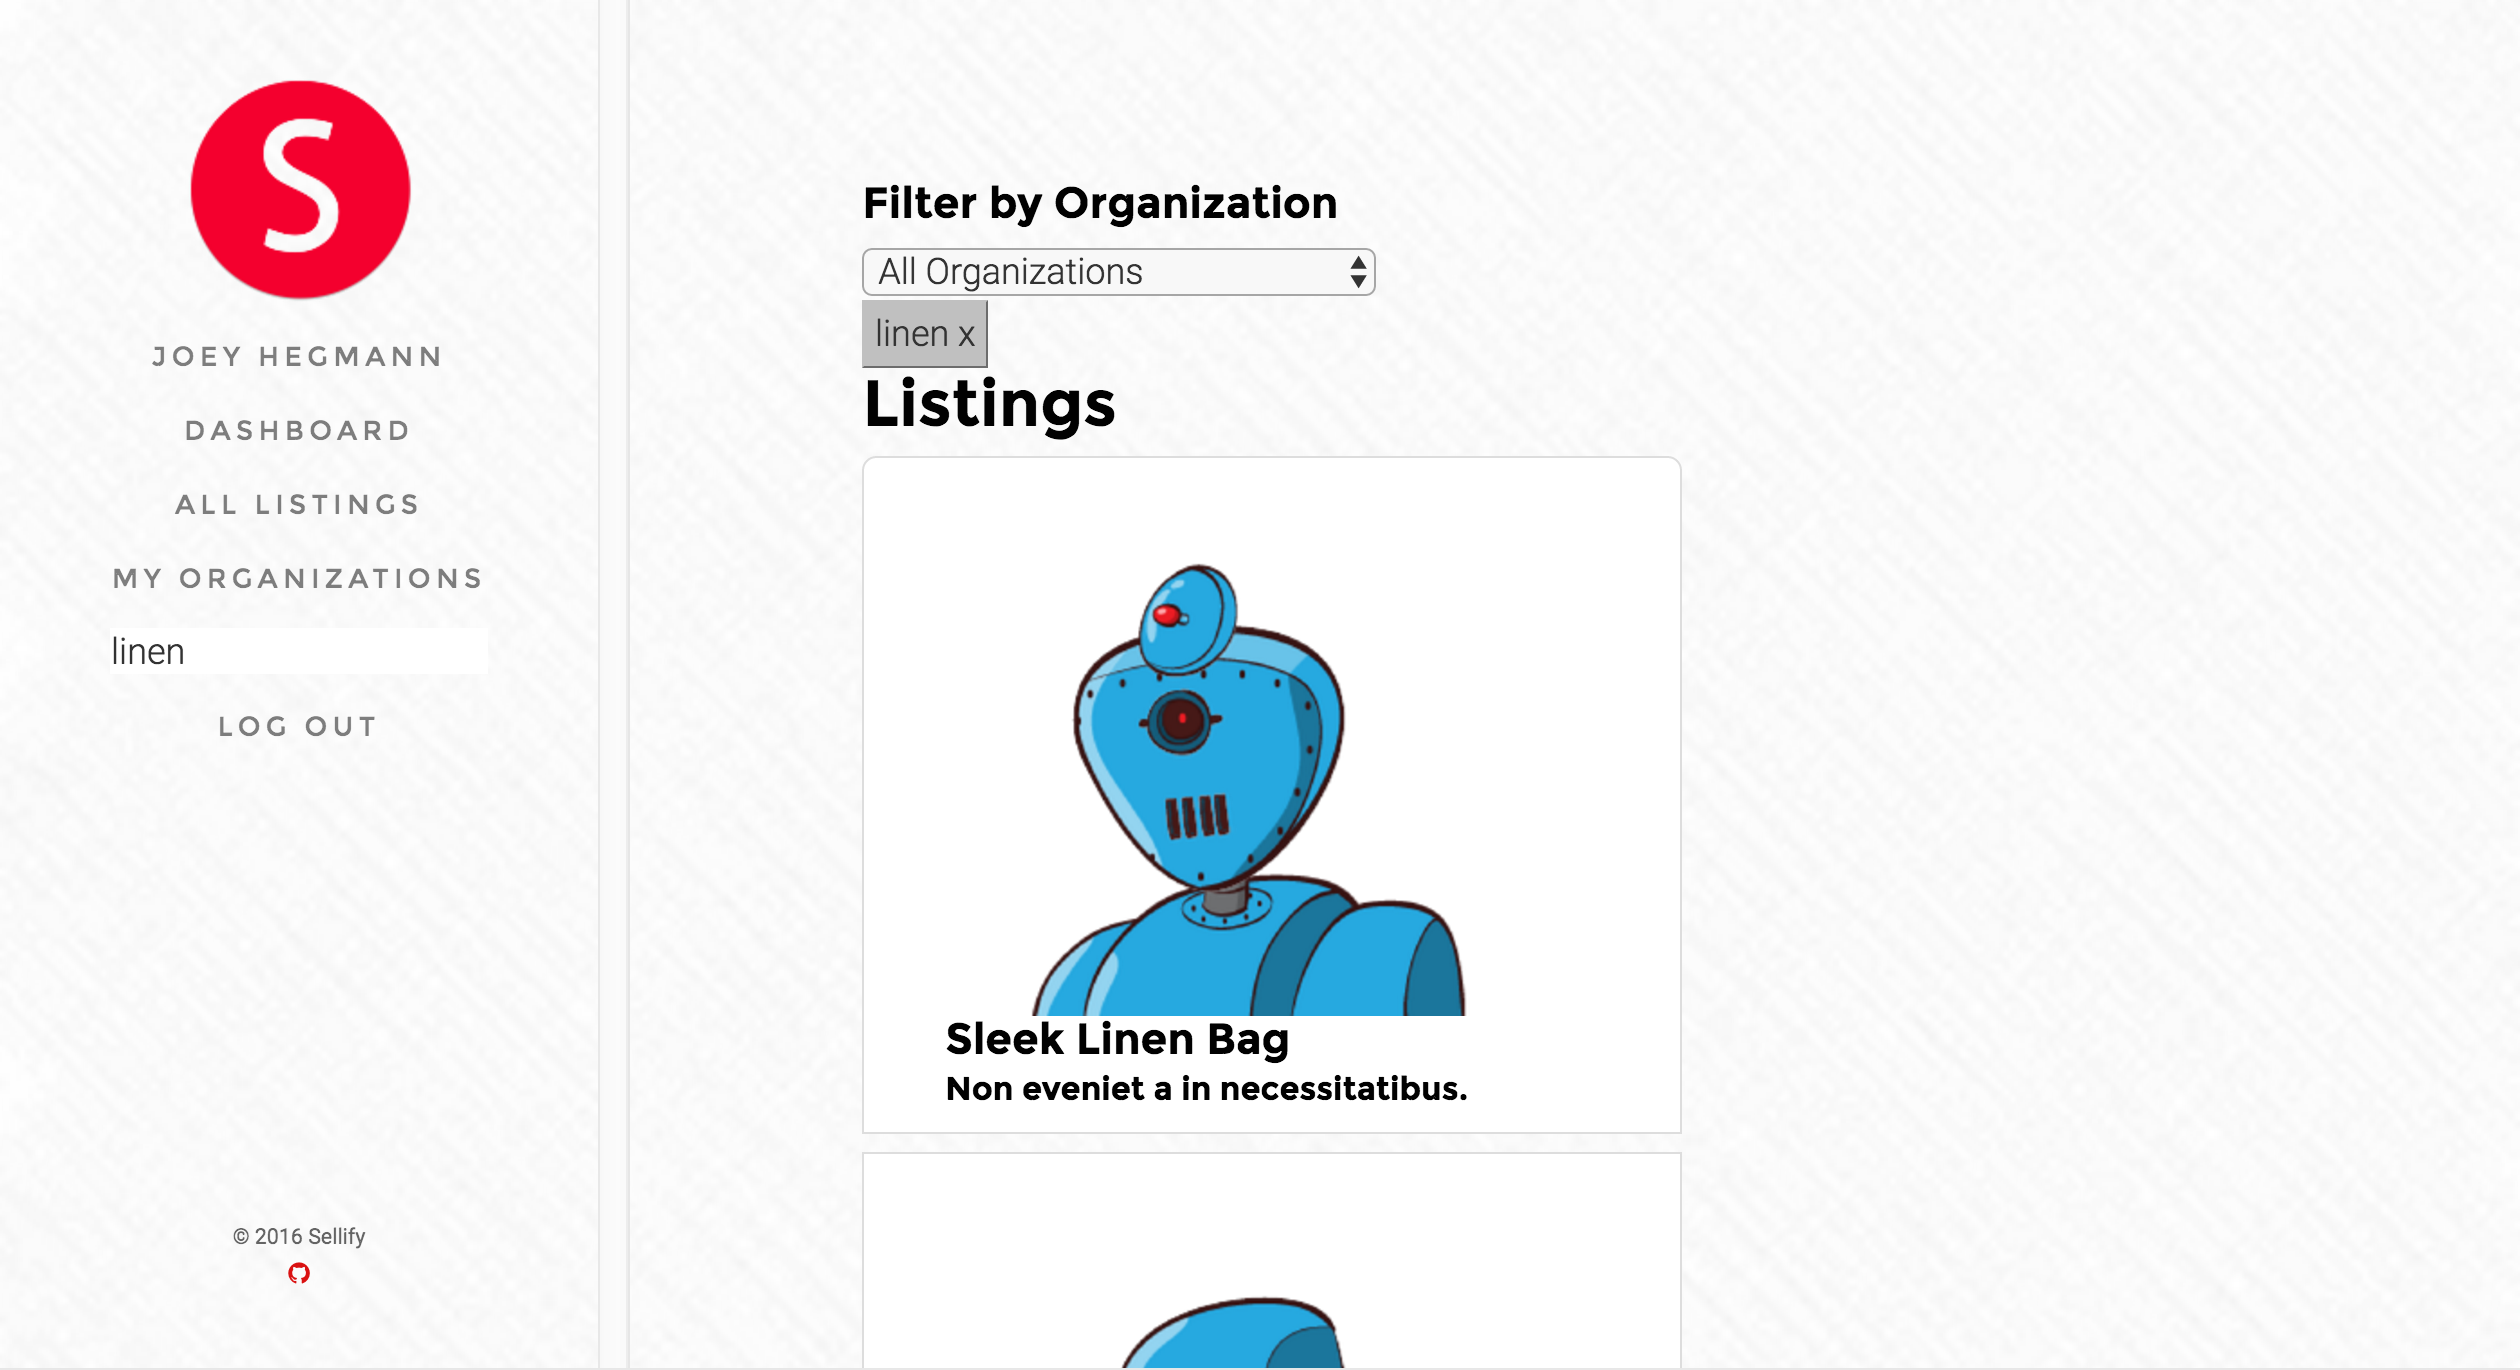 S
JOEY HEGMANN
DASHBOARD
ALL LISTINGS
MY ORGANIZATIONS
linen
LOG OUT
© 2016 Sellify
Filter by Organization
All Organizations
linen x
Listings
Sleek Linen Bag
Non eveniet a in necessitatibus.